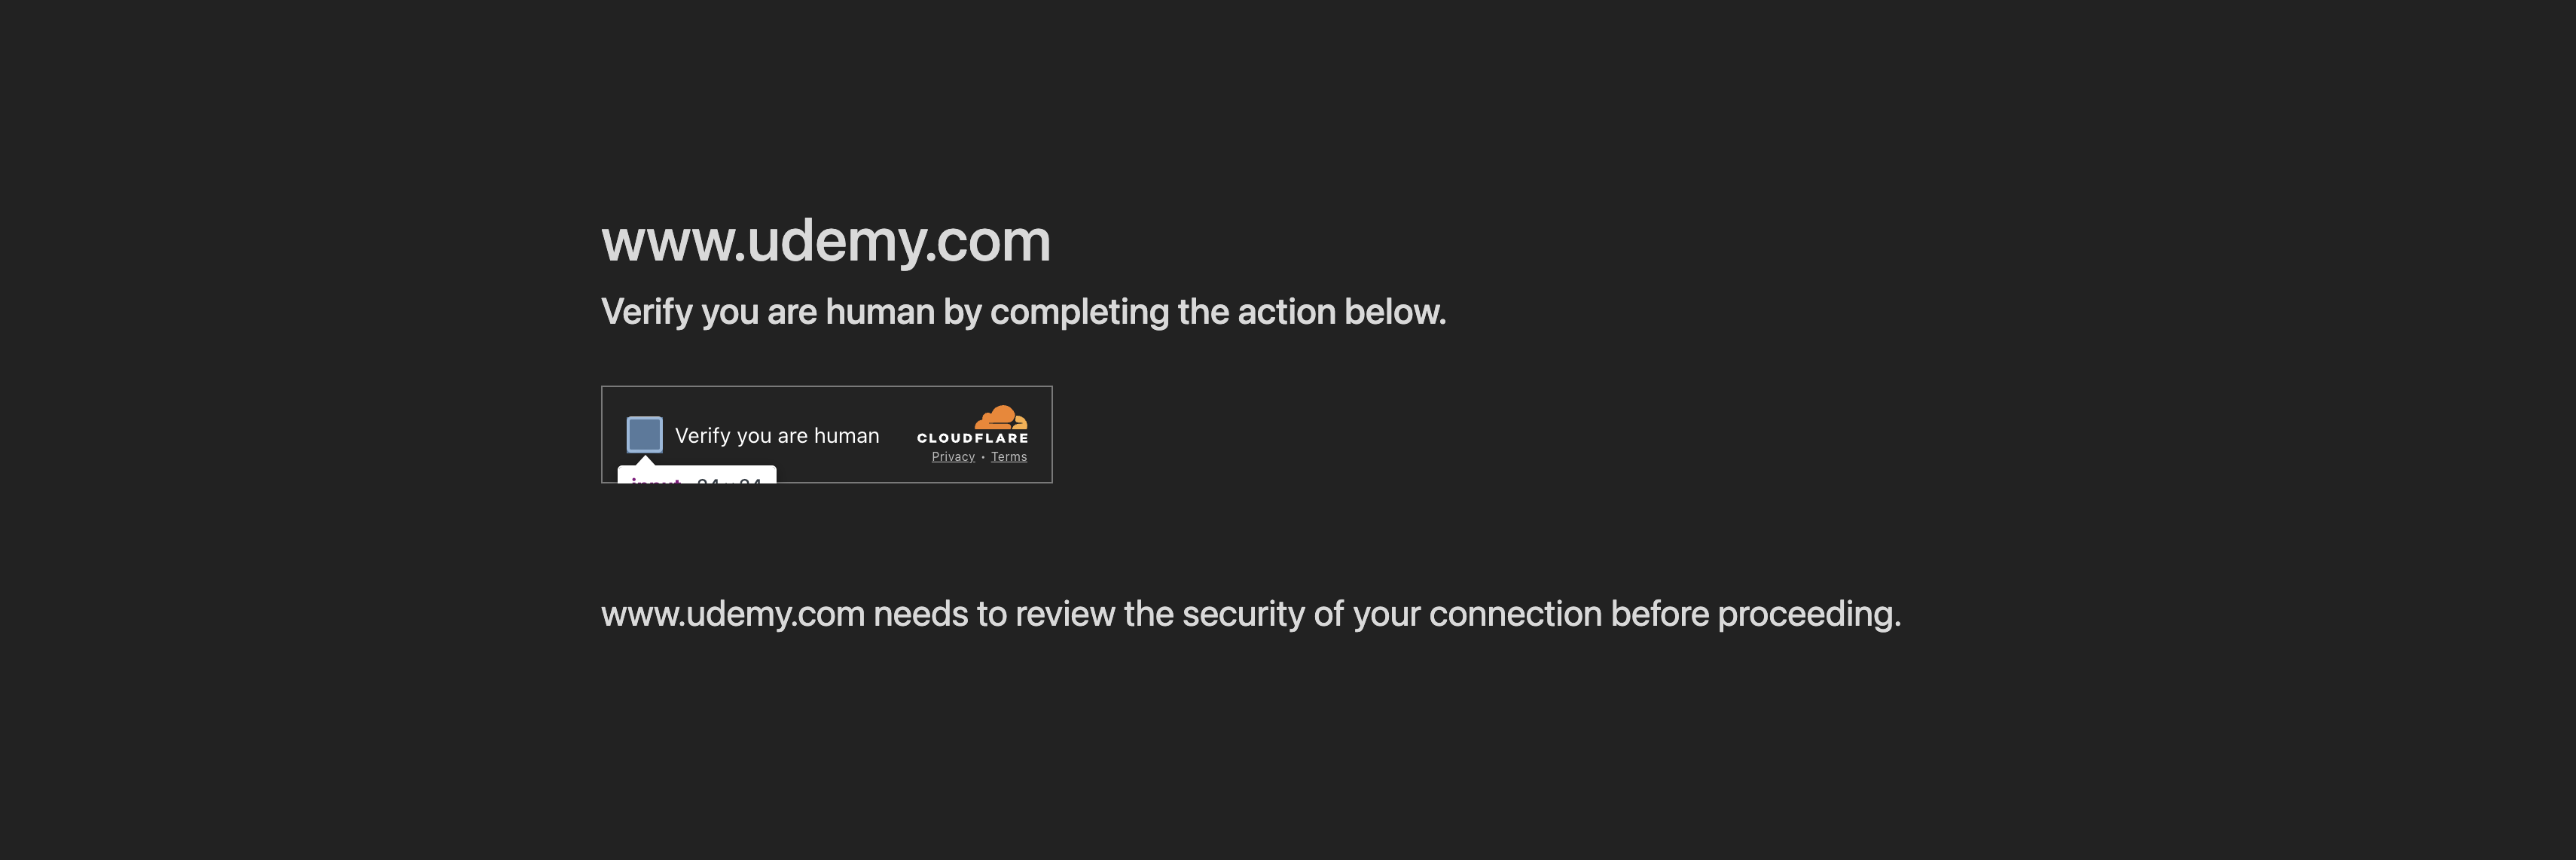 www.udemy.com
Verify you are human by completing the action below.
Verify you are human
CLOUDFLARE
Privacy • Terms
www.udemy.com needs to review the security of your connection before proceeding.